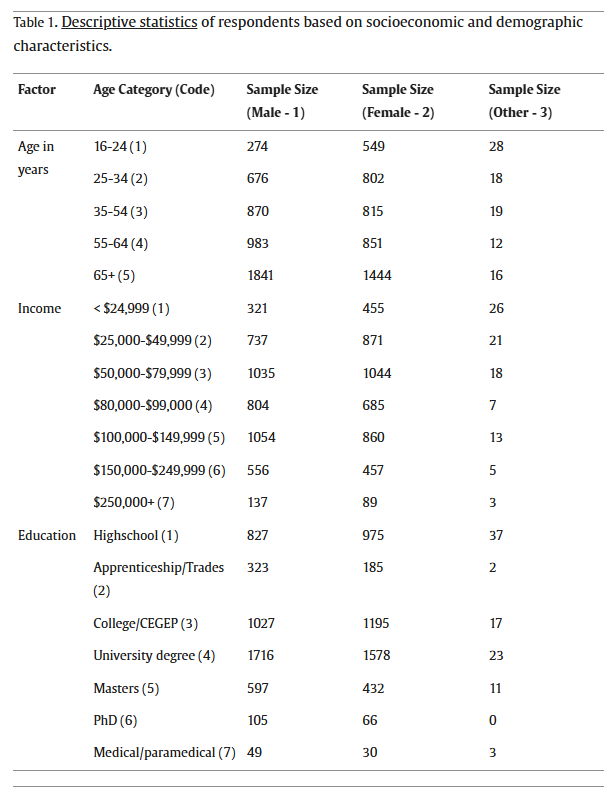 Table 1. Descriptive statistics of respondents based on socioeconomic and demographic
characteristics.
Factor Age Category (Code) Sample Size (Male - 1) Sample Size (Female - 2) Sample Size (Other - 3)
Age in years 16-24 (1) 274 549 28
25-34 (2) 676 802 18
35-54 (3) 870 815 19
55-64 (4) 983 851 12
65+ (5) 1841 1444 16
Income < $24,999 (1) 321 455 26
$25,000-$49,999 (2) 737 871 21
$50,000-$79,999 (3) 1035 1044 18
$80,000-$99,000 (4) 804 685 7
$100,000-$149,999 (5) 1054 860 13
$150,000-$249,999 (6) 556 457 5
$250,000+ (7) 137 89 3
Education Highschool (1) 827 975 37
Apprenticeship/Trades (2) 323 185 2
College/CEGEP (3) 1027 1195 17
University degree (4) 1716 1578 23
Masters (5) 597 432 11
PhD (6) 105 66 0
Medical/paramedical (7) 49 30 3